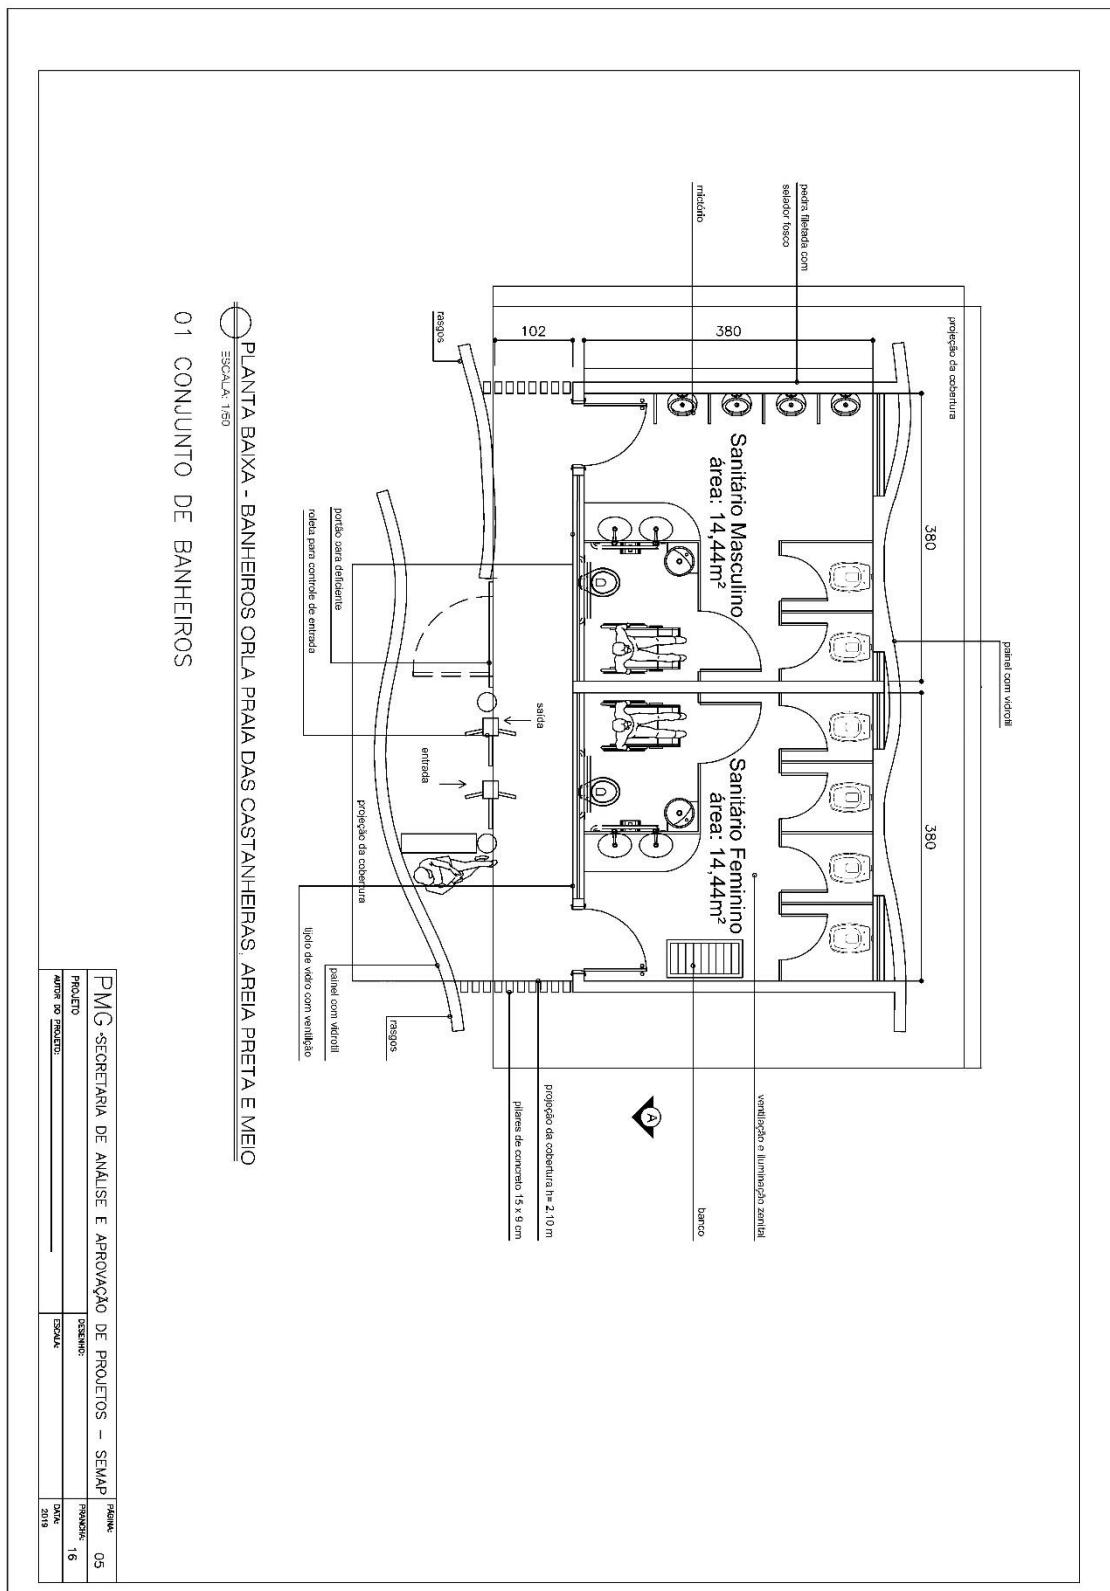 projeção da cobertura
painel com vidrotil
380
380
pedra filetada com
selador fosco
380
mictório
Sanitário Masculino
área: 14,44m²
Sanitário Feminino
área: 14,44m²
ventilação e iluminação zenital
banco
A
102
rasgos
saída
entrada
projeção da cobertura h= 2,10 m
pilares de concreto 15 x 9 cm
portão para deficiente
roleta para controle de entrada
projeção da cobertura
rasgos
painel com vidrotil
tijolo de vidro com ventilção
PLANTA BAIXA - BANHEIROS ORLA PRAIA DAS CASTANHEIRAS, AREIA PRETA E MEIO
ESCALA: 1/50
01 CONJUNTO DE BANHEIROS
PMG -SECRETARIA DE ANÁLISE E APROVAÇÃO DE PROJETOS - SEMAP
PÁGINA: 05
PROJETO
DESENHO:
PRANCHA: 16
AUTOR DO PROJETO:
ESCALA:
DATA:
2019